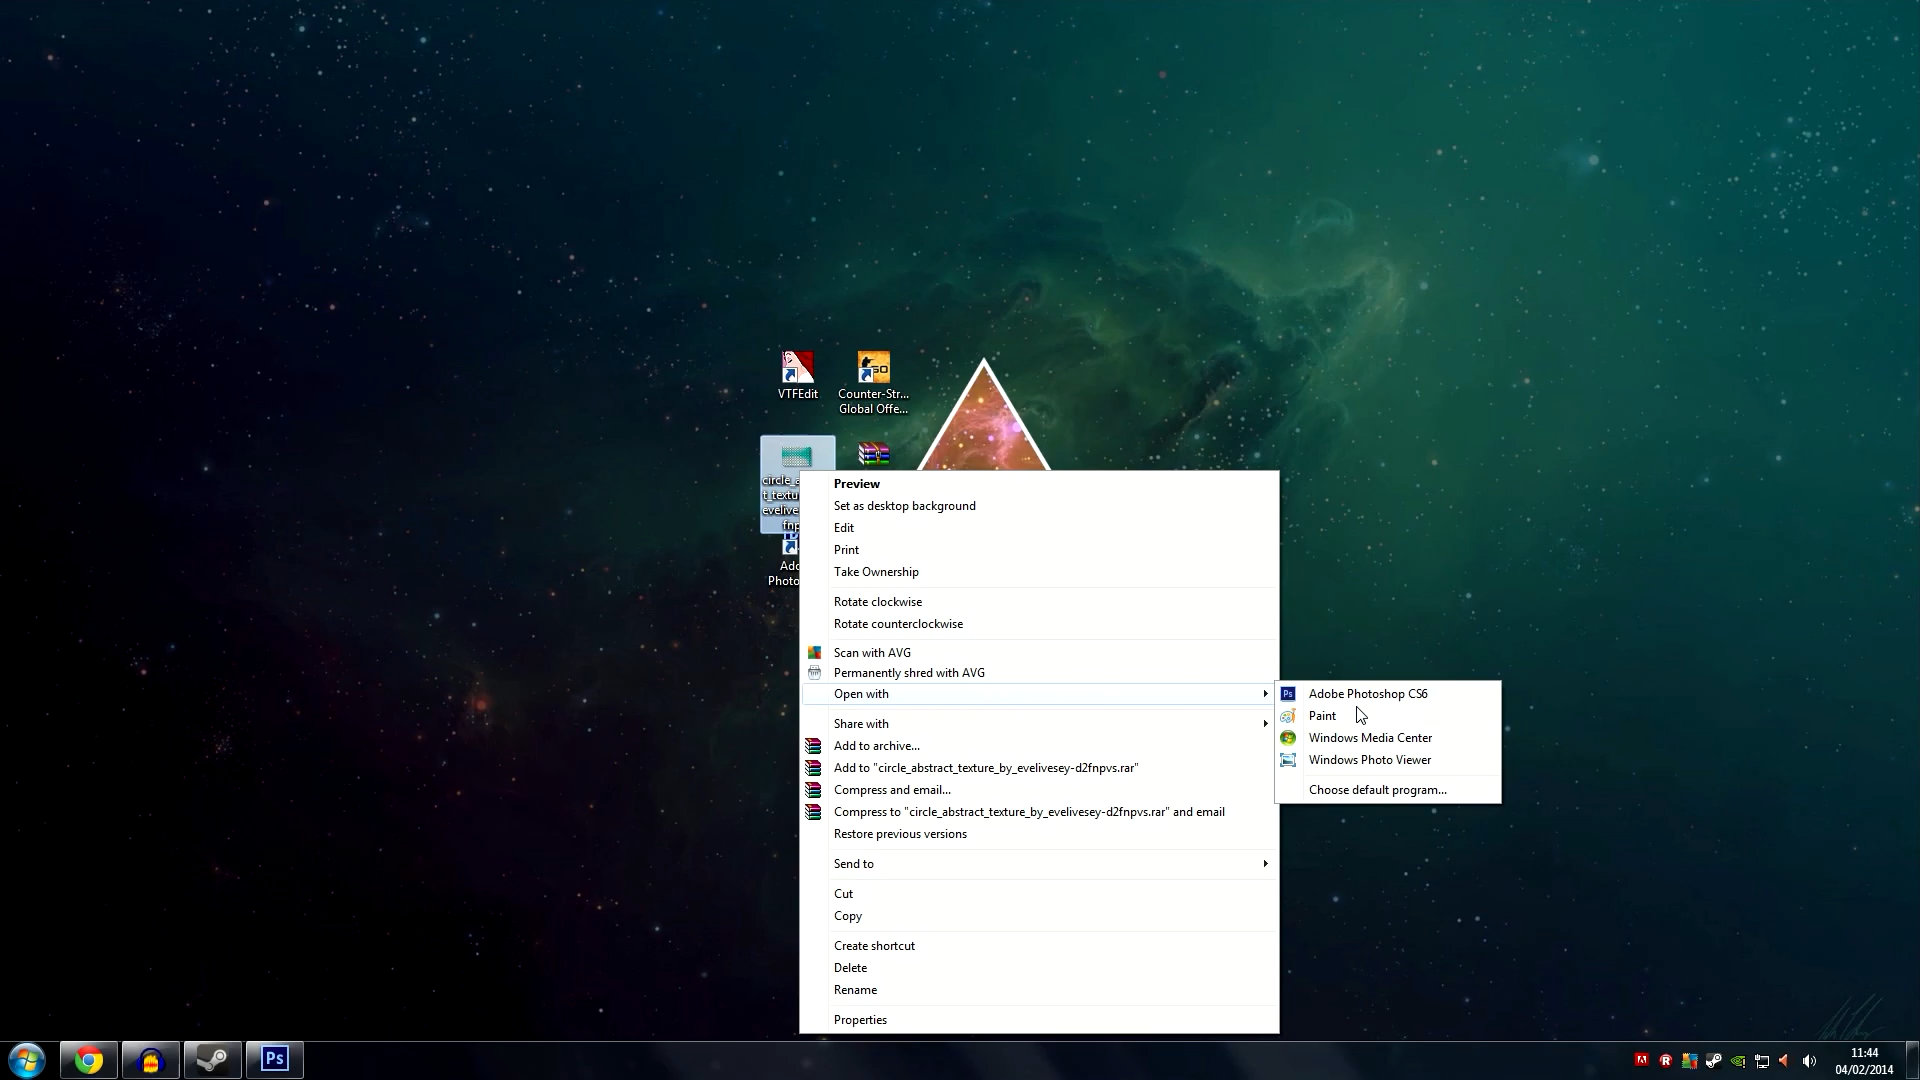 VTFEdit
Counter-Str...
Global Offe...
circle_a
t_textu
evelive
fnp
Adc
Photo
Preview
Set as desktop background
Edit
Print
Take Ownership
Rotate clockwise
Rotate counterclockwise
Scan with AVG
Permanently shred with AVG
Open with
Share with
Add to archive...
Add to "circle_abstract_texture_by_evelivesey-d2fnpvs.rar"
Compress and email...
Compress to "circle_abstract_texture_by_evelivesey-d2fnpvs.rar" and email
Restore previous versions
Send to
Cut
Copy
Create shortcut
Delete
Rename
Properties
Ps Adobe Photoshop CS6
Paint
Windows Media Center
Windows Photo Viewer
Choose default program...
Ps
11:44
04/02/2014